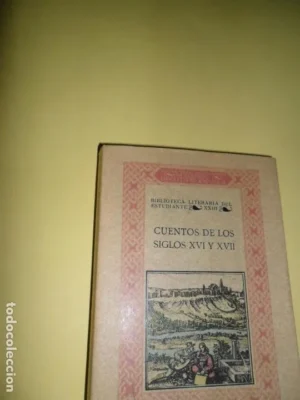 BIBLIOTECA LITERARIA DEL
ESTUDIANTE
CUENTOS DE LOS
SIGLOS XVI Y XVII
todocoleccion